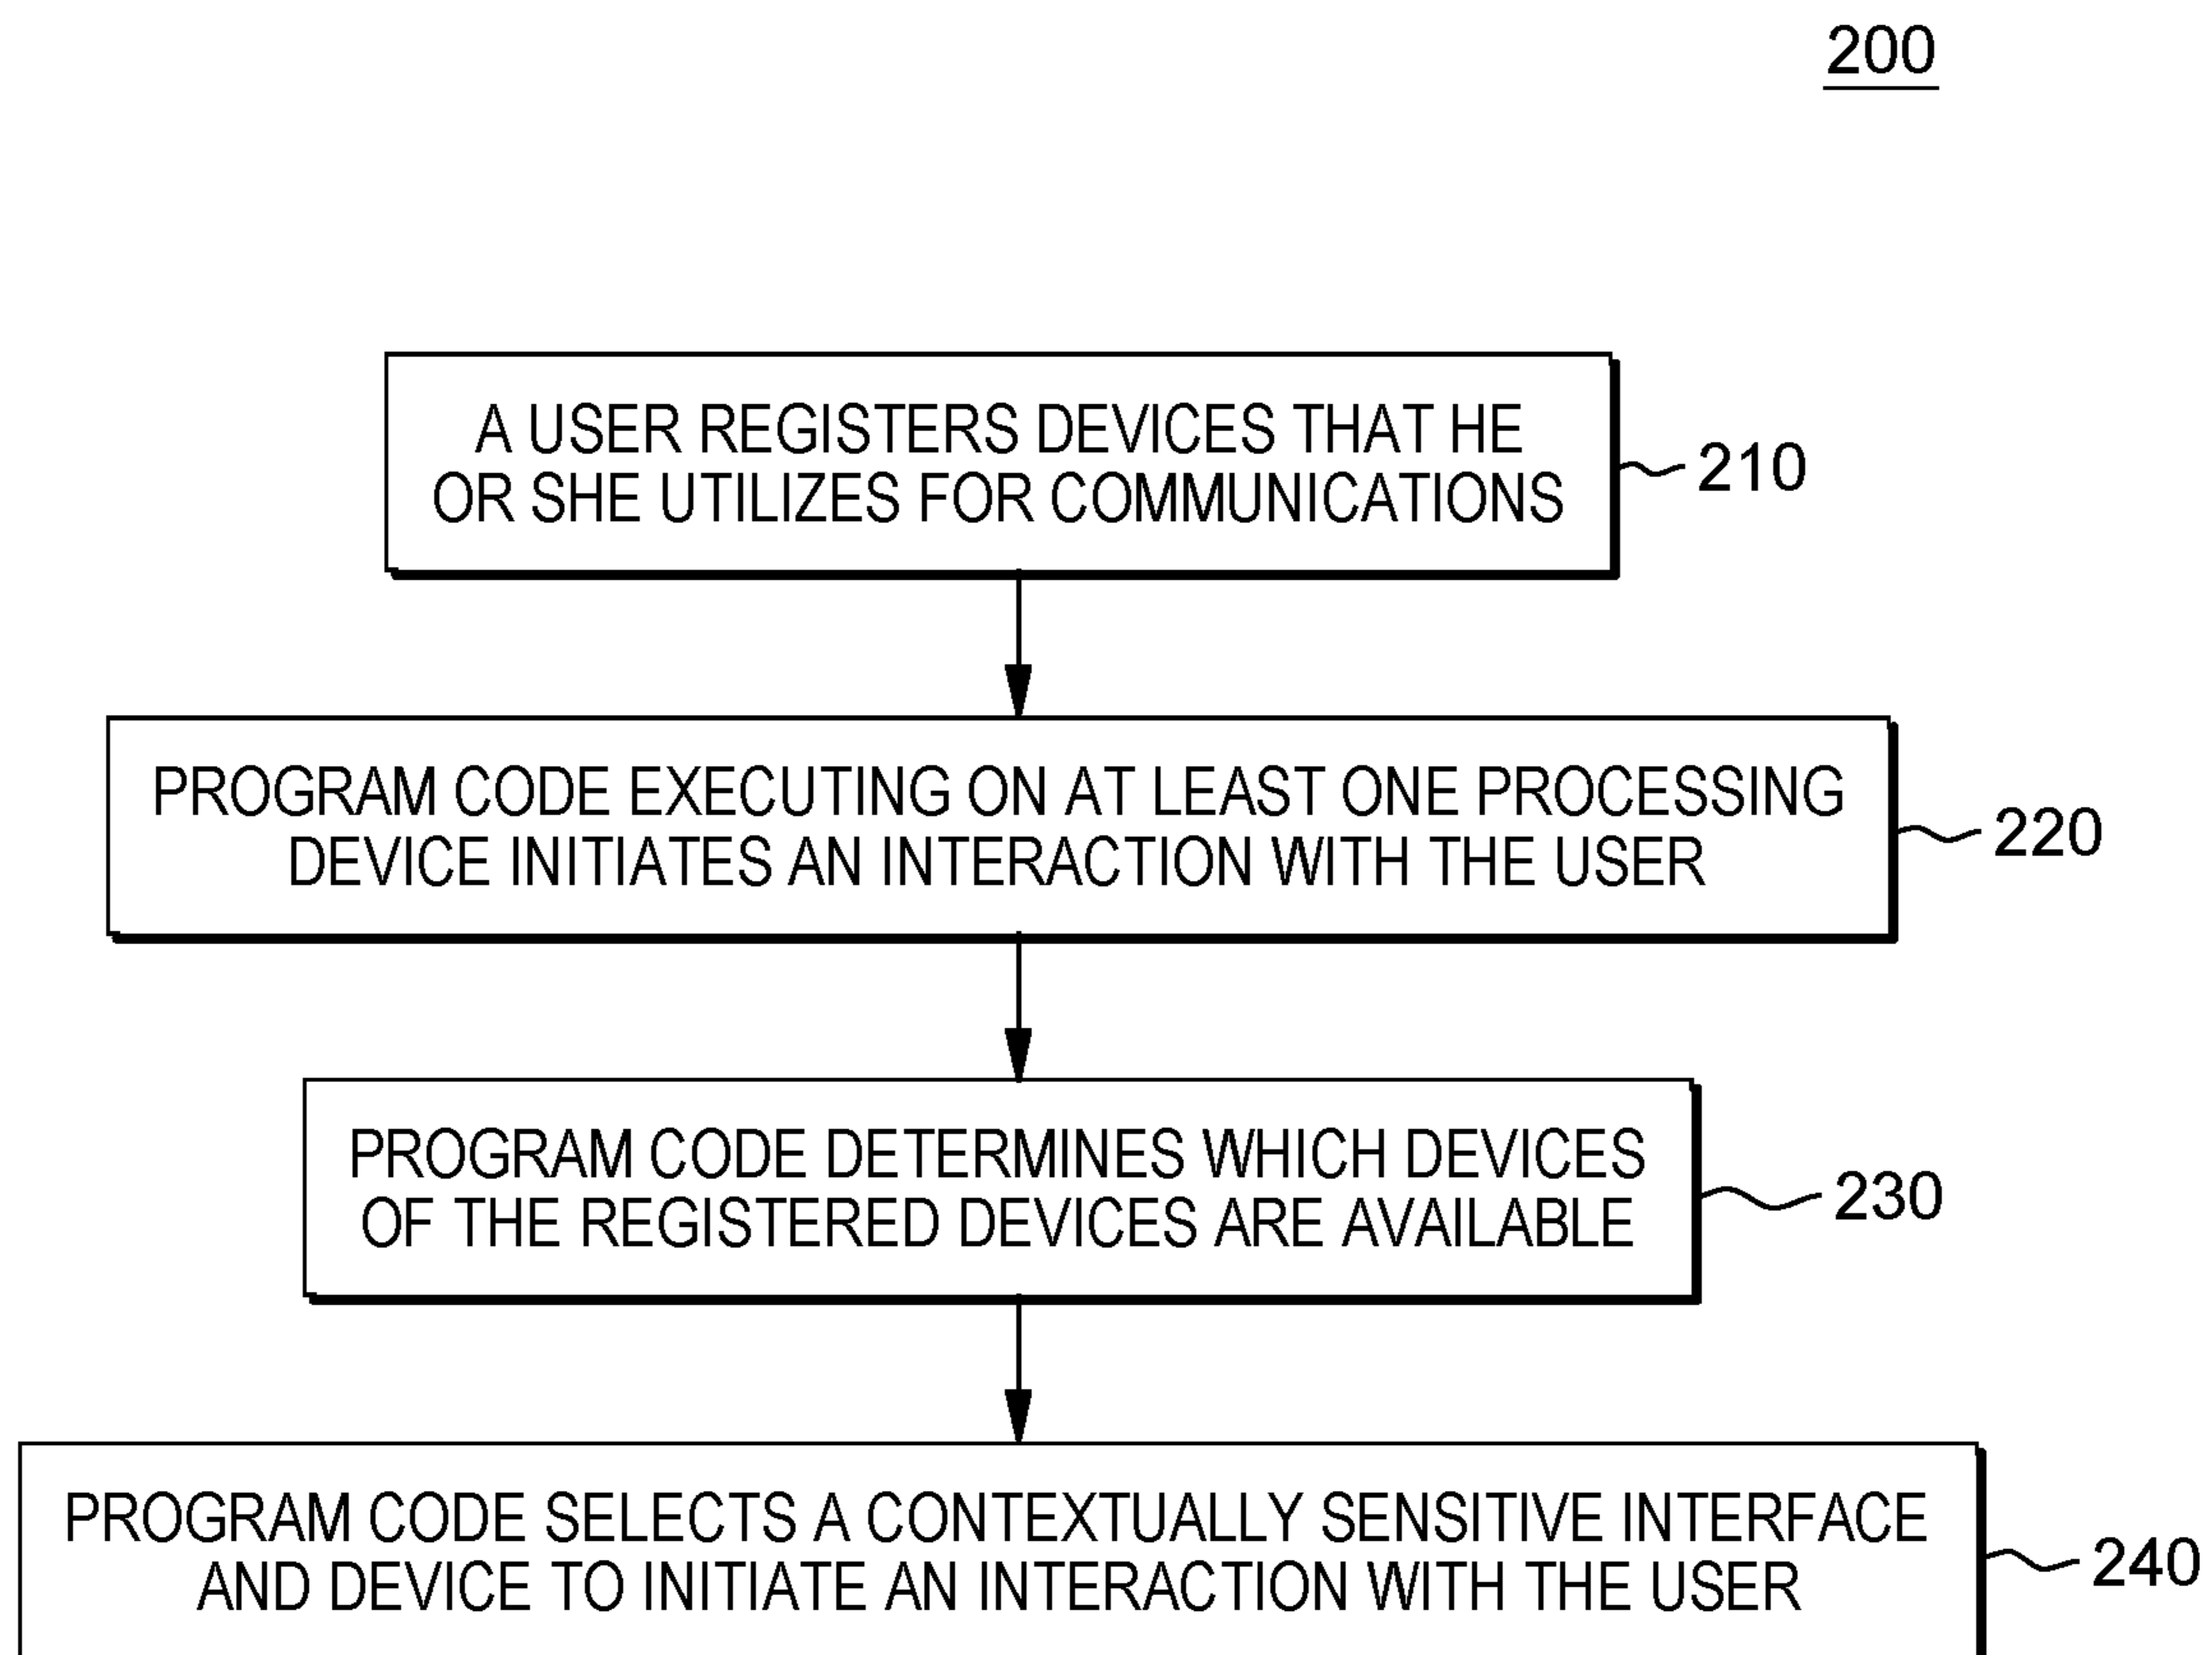 200
A USER REGISTERS DEVICES THAT HE
OR SHE UTILIZES FOR COMMUNICATIONS
210
PROGRAM CODE EXECUTING ON AT LEAST ONE PROCESSING
DEVICE INITIATES AN INTERACTION WITH THE USER
220
PROGRAM CODE DETERMINES WHICH DEVICES
OF THE REGISTERED DEVICES ARE AVAILABLE
230
PROGRAM CODE SELECTS A CONTEXTUALLY SENSITIVE INTERFACE
AND DEVICE TO INITIATE AN INTERACTION WITH THE USER
240